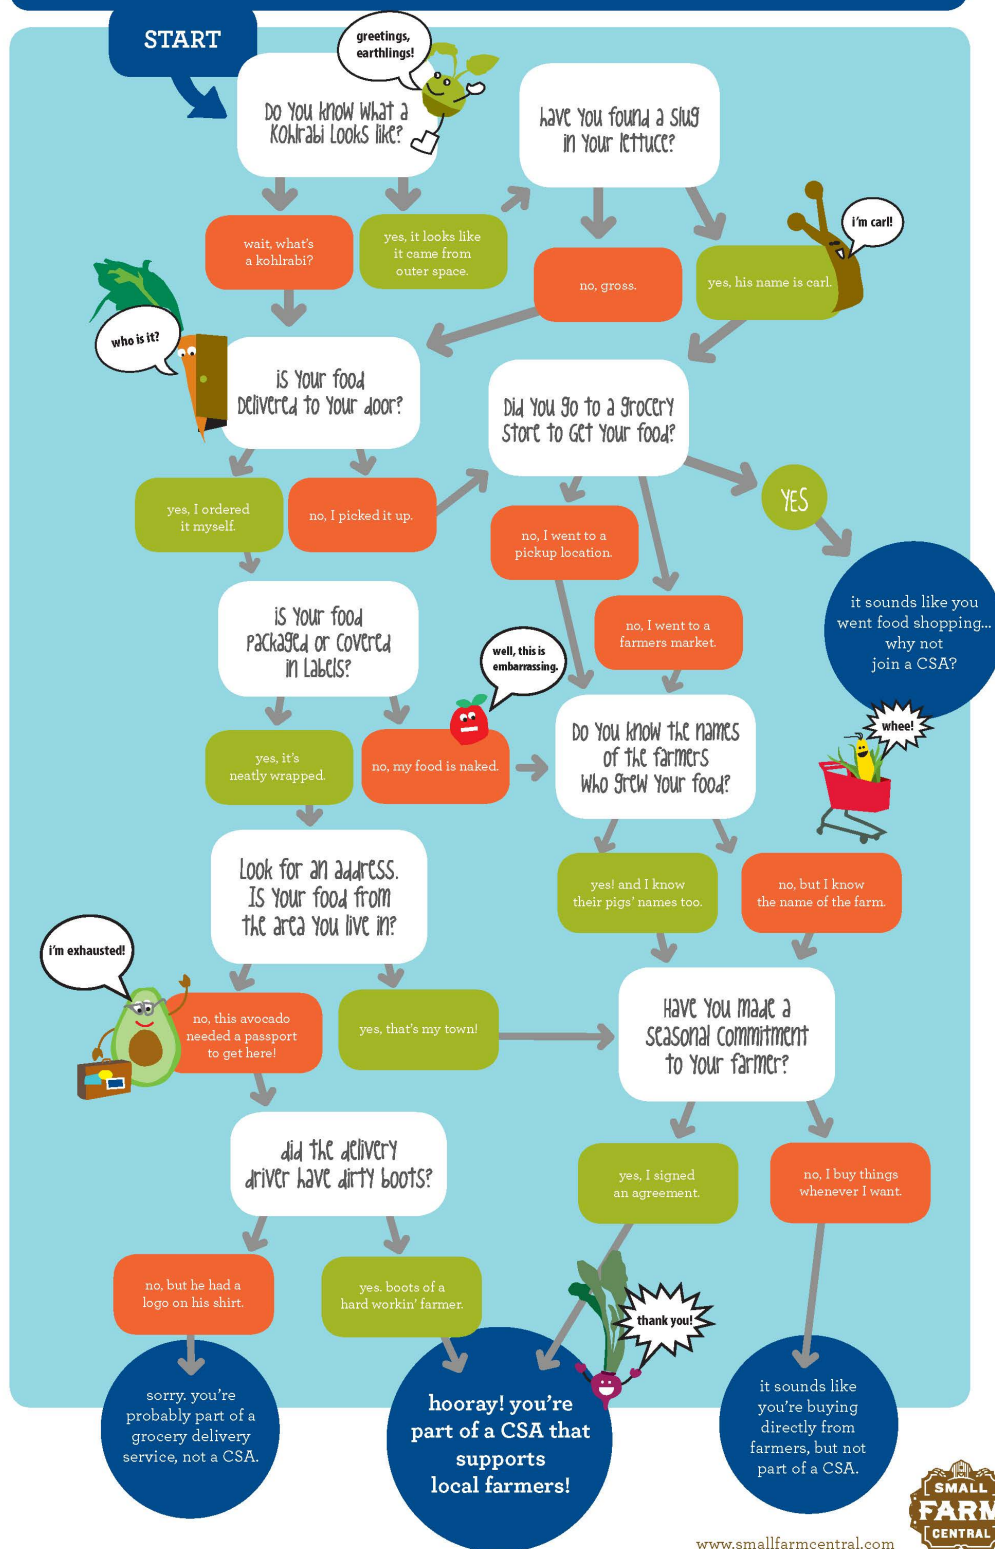 START
greetings,
earthlings!
Do you know what a
Kohlrabi Looks like?
have you found a slug
in your lettuce?
wait, what's
a kohlrabi?
yes, it looks like
it came from
outer space.
no, gross.
yes, his name is carl.
i'm carl!
who is it?
is your food
Delivered to your door?
Did you go to a grocery
Store to Get your food?
yes, I ordered
it myself.
no, I picked it up.
no, I went to a
pickup location.
YES
no, I went to a
farmers market.
it sounds like you
went food shopping...
why not
join a CSA?
is your food
packaged or covered
in Labels?
well, this is
embarrassing.
whee!
yes, it's
neatly wrapped.
no, my food is naked.
Do you know the names
of the farmers
who grew your food?
Look for an address.
Is your food from
the area you live in?
yes! and I know
their pigs' names too.
no, but I know
the name of the farm.
i'm exhausted!
no, this avocado
needed a passport
to get here!
yes, that's my town!
Have you made a
seasonal commitment
to your farmer?
did the delivery
driver have dirty boots?
yes, I signed
an agreement.
no, I buy things
whenever I want.
no, but he had a
logo on his shirt.
yes. boots of a
hard workin' farmer.
thank you!
sorry. you're
probably part of a
grocery delivery
service, not a CSA.
hooray! you're
part of a CSA that
supports
local farmers!
it sounds like
you're buying
directly from
farmers, but not
part of a CSA.
SMALL
FARM
CENTRAL
www.smallfarmcentral.com